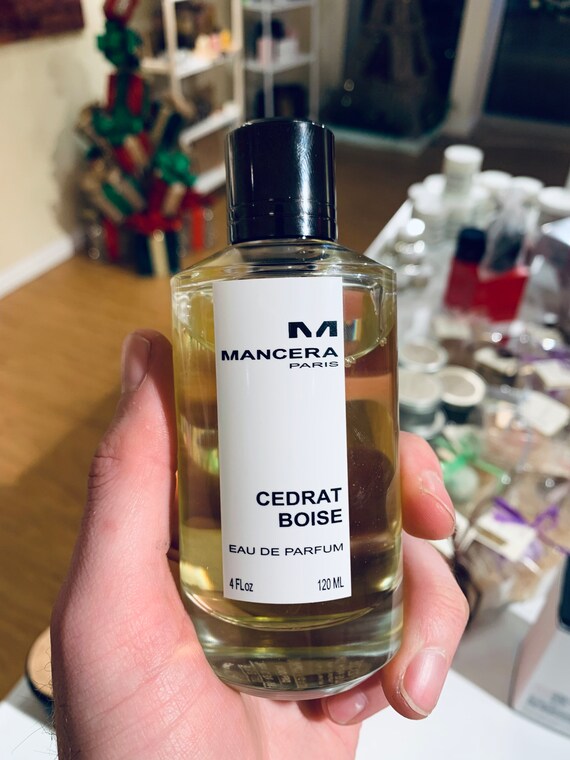 M
MANCERA
PARIS
CEDRAT
BOISE
EAU DE PARFUM
4 FLoz 120 ML